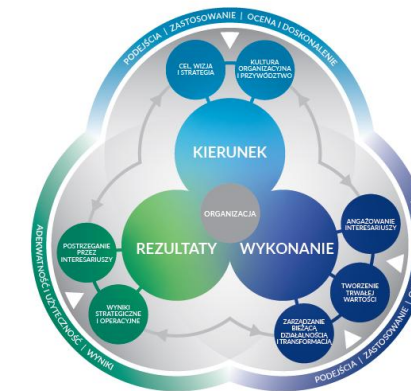 PODEJŚCIA | ZASTOSOWANIE | OCENA I DOSKONALENIE
CEL, WIZJA
I STRATEGIA
KULTURA
ORGANIZACYJNA
I PRZYWÓDZTWO
KIERUNEK
ORGANIZACJA
REZULTATY
WYKONANIE
ANGAŻOWANIE
INTERESARIUSZY
POSTRZEGANIE
PRZEZ
INTERESARIUSZY
TWORZENIE
TRWAŁEJ
WARTOŚCI
WYNIKI
STRATEGICZNE
I OPERACYJNE
ZARZĄDZANIE
BIEŻĄCĄ
DZIAŁALNOŚCIĄ
I TRANSFORMACJĄ
ADEKWATNOŚĆ I UŻYTECZNOŚĆ | WYNIKI
PODEJŚCIA | ZASTOSOWANIE |